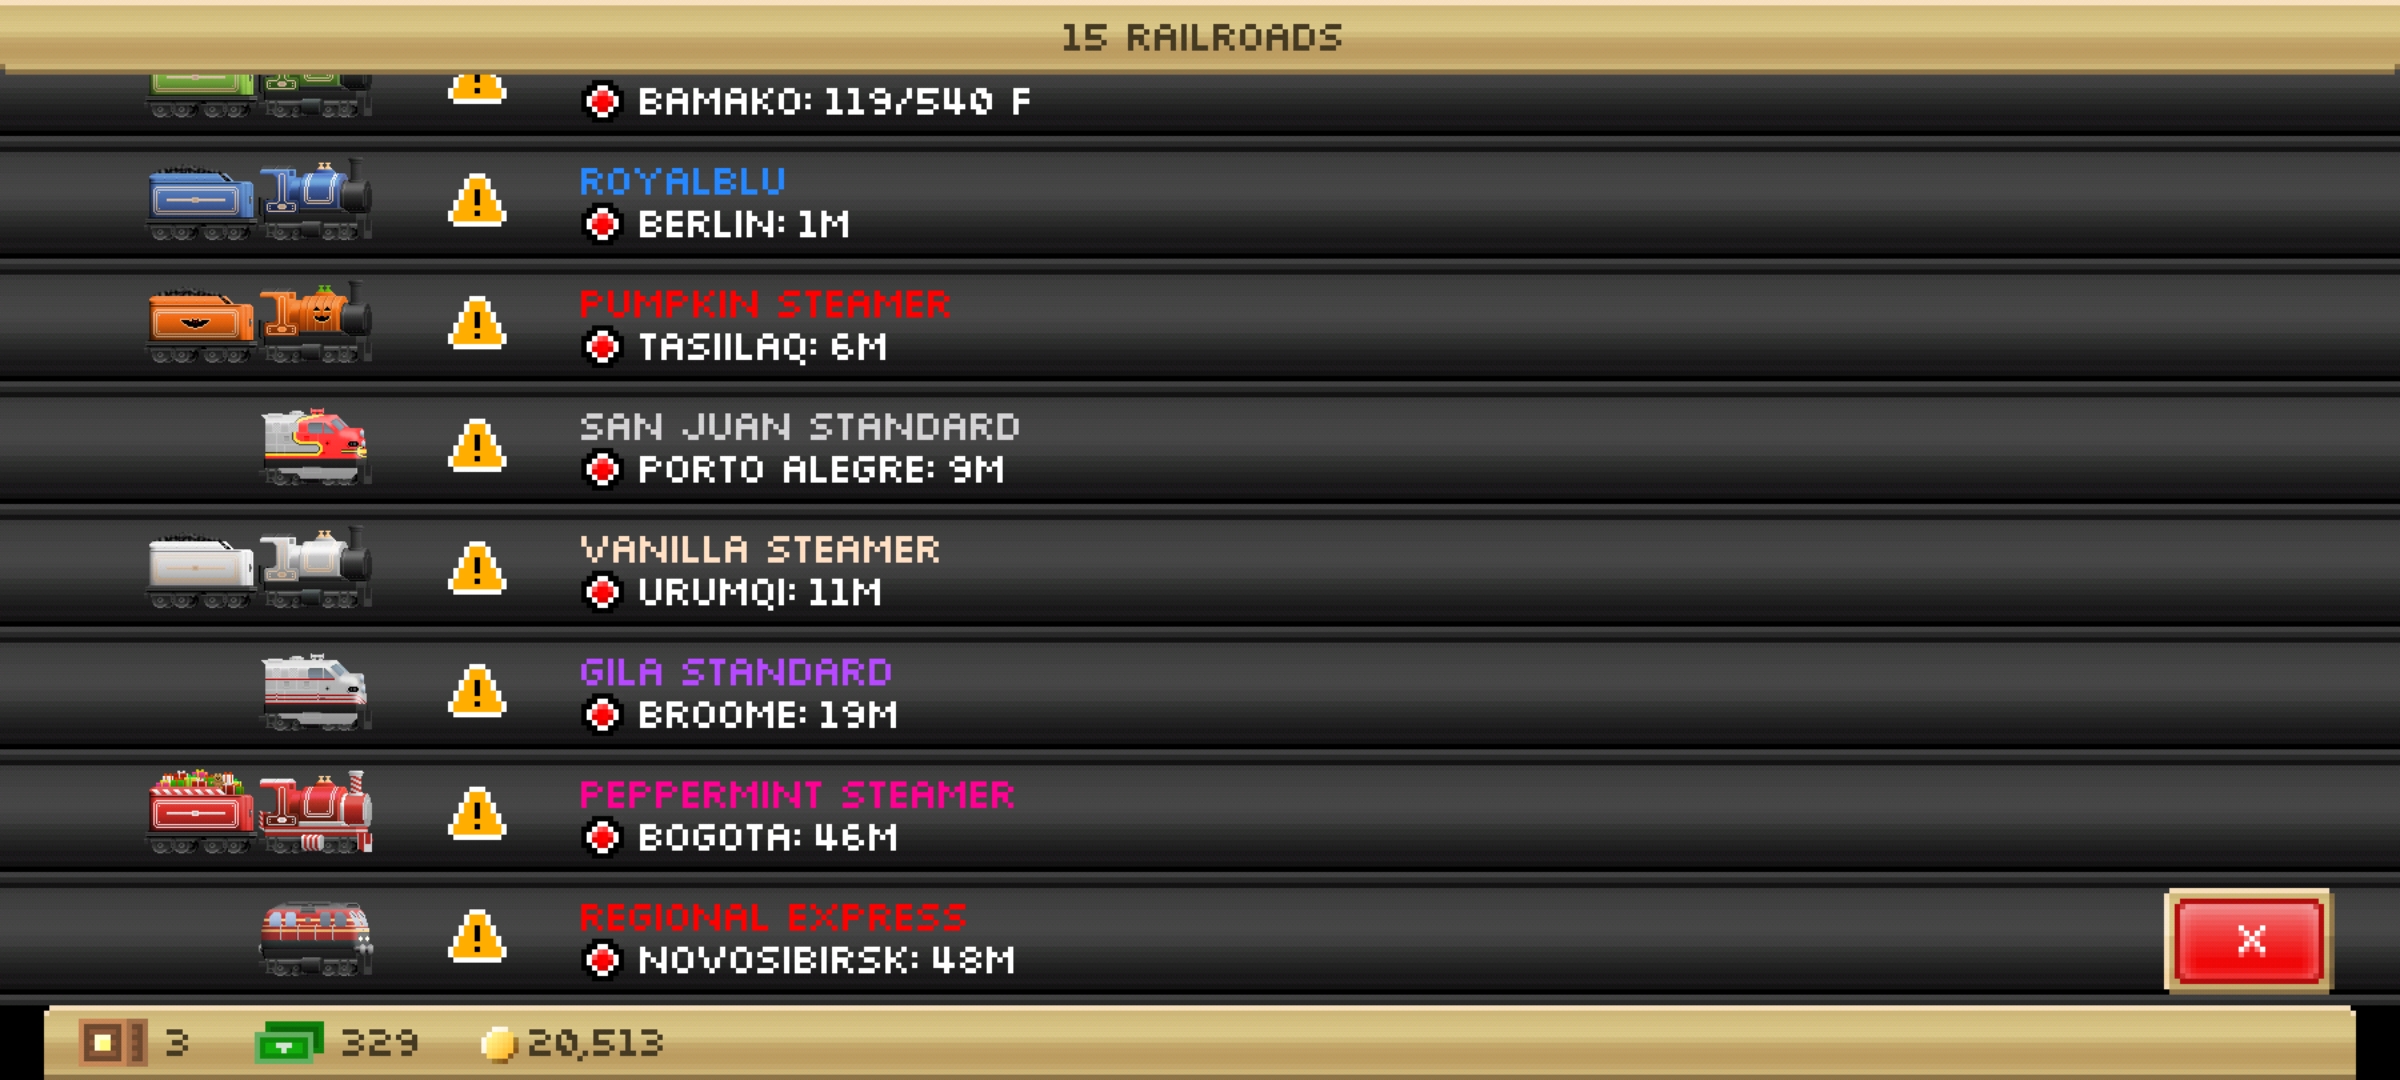 15 RAILROADS
BAMAKO: 119/540 F
ROYALBLU
BERLIN: 1M
PUMPKIN STEAMER
TASIILAQ: 6M
SAN JUAN STANDARD
PORTO ALEGRE: 9M
VANILLA STEAMER
URUMQI: 11M
GILA STANDARD
BROOME: 19M
PEPPERMINT STEAMER
BOGOTA: 46M
REGIONAL EXPRESS
NOVOSIBIRSK: 48M
3 329 20,513